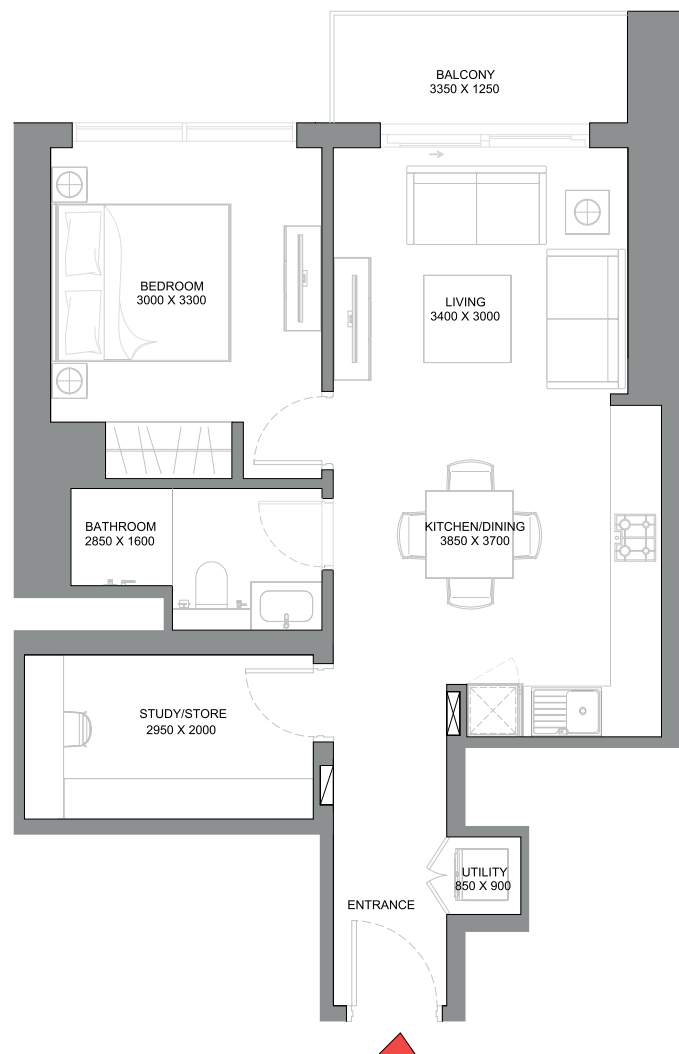 BALCONY
3350 X 1250
BEDROOM
3000 X 3300
LIVING
3400 X 3000
BATHROOM
2850 X 1600
KITCHEN/DINING
3850 X 3700
STUDY/STORE
2950 X 2000
UTILITY
850 X 900
ENTRANCE